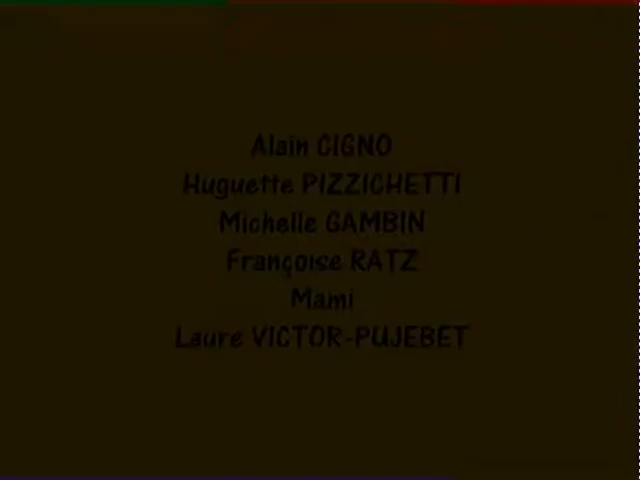 Alain CIGNO
Huguette PIZZICHETTI
Michelle GAMBIN
Françoise RATZ
Mami
Laure VICTOR-PUJEBET